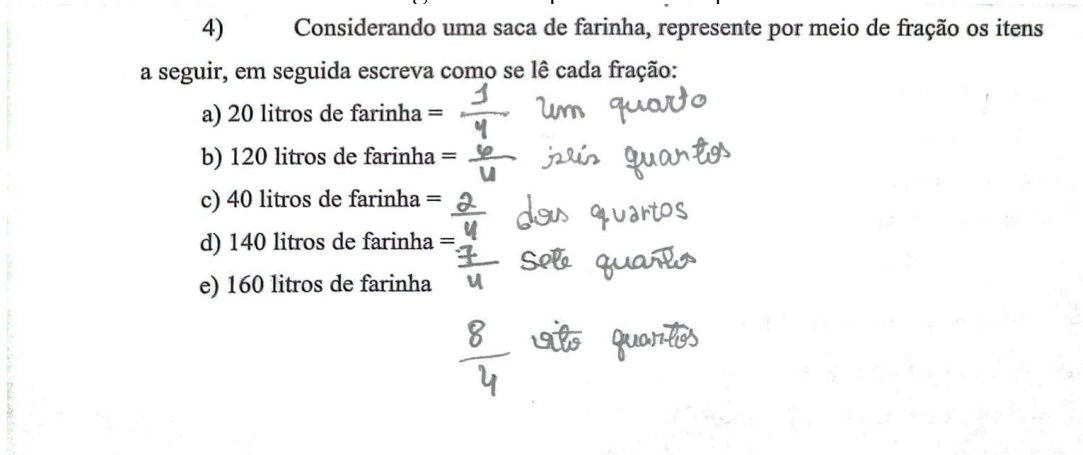 4) Considerando uma saca de farinha, represente por meio de fração os itens
a seguir, em seguida escreva como se lê cada fração:
a) 20 litros de farinha = 1/4 um quarto
b) 120 litros de farinha = 6/4 seis quartos
c) 40 litros de farinha = 2/4 dois quartos
d) 140 litros de farinha = 7/4 sete quartos
e) 160 litros de farinha
8/4 oito quartos